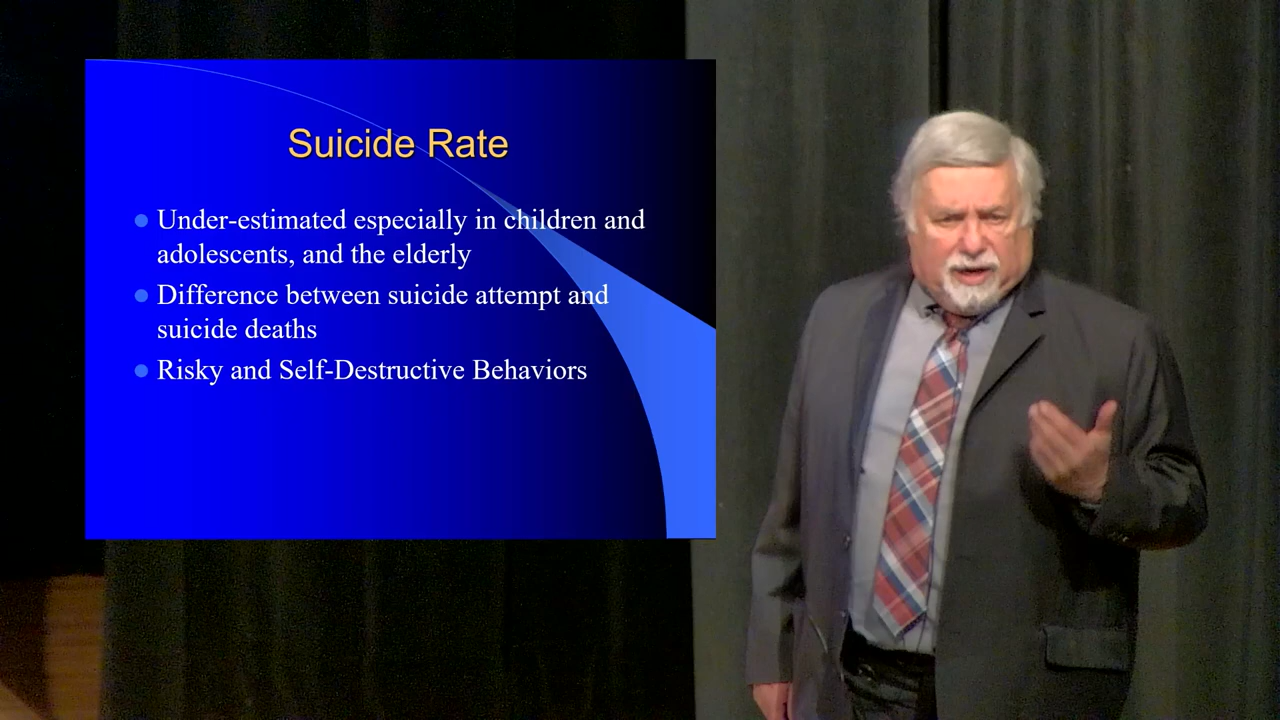 Suicide Rate
Under-estimated especially in children and
adolescents, and the elderly
Difference between suicide attempt and
suicide deaths
Risky and Self-Destructive Behaviors